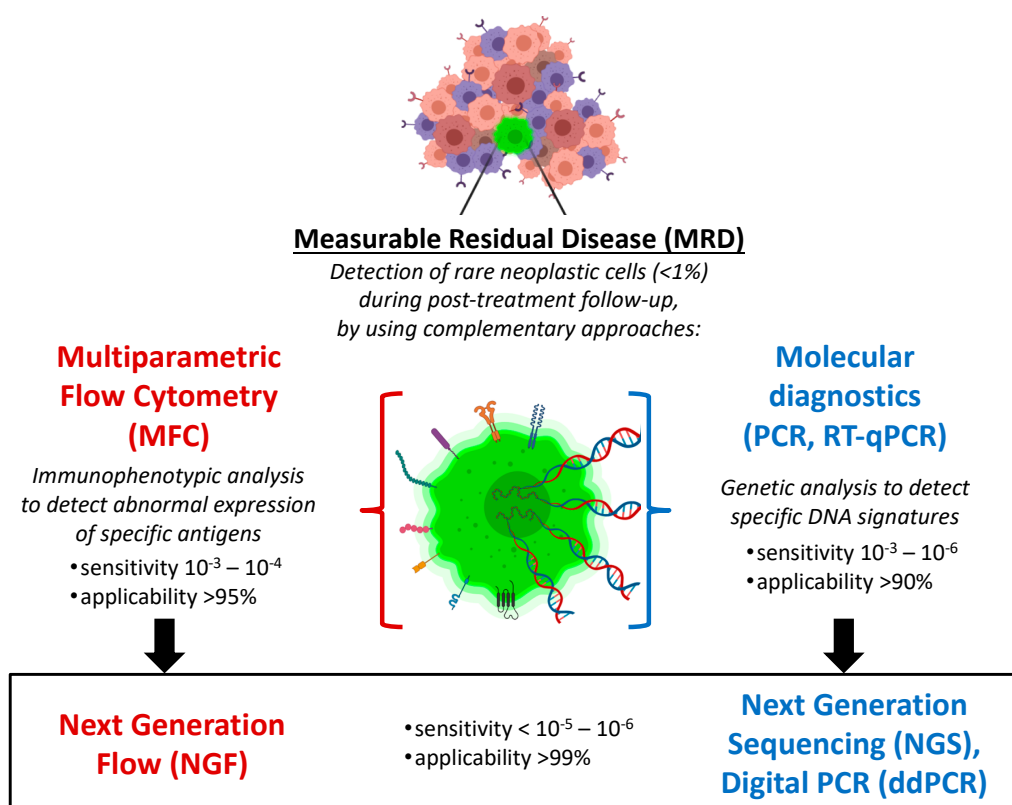 Measurable Residual Disease (MRD)
Detection of rare neoplastic cells (<1%)
during post-treatment follow-up,
by using complementary approaches:
Multiparametric
Flow Cytometry
(MFC)
Immunophenotypic analysis
to detect abnormal expression
of specific antigens
•sensitivity 10⁻³ – 10⁻⁴
•applicability >95%
Molecular
diagnostics
(PCR, RT-qPCR)
Genetic analysis to detect
specific DNA signatures
•sensitivity 10⁻³ – 10⁻⁶
•applicability >90%
Next Generation
Flow (NGF)
•sensitivity < 10⁻⁵ – 10⁻⁶
•applicability >99%
Next Generation
Sequencing (NGS),
Digital PCR (ddPCR)